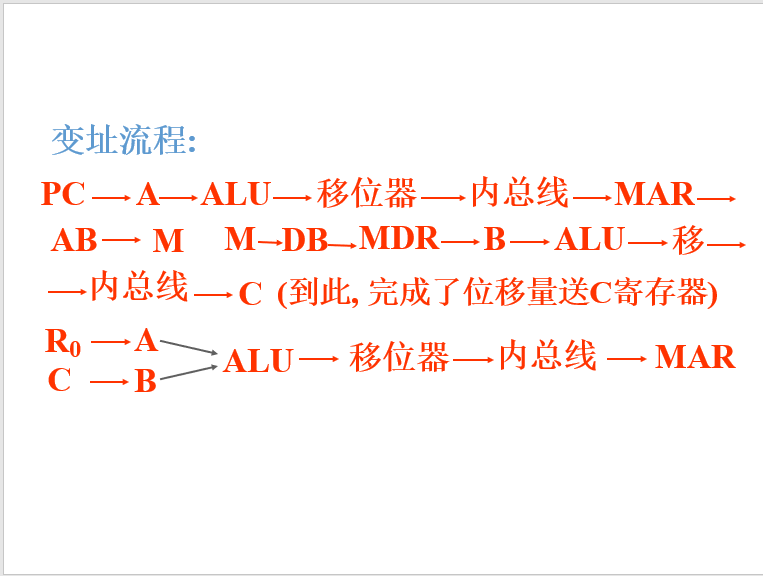 变址流程:
PC → A → ALU → 移位器 → 内总线 → MAR →
AB → M M → DB → MDR → B → ALU → 移 →
→ 内总线 → C (到此, 完成了位移量送C寄存器)
R₀ → A
ALU → 移位器 → 内总线 → MAR
C → B